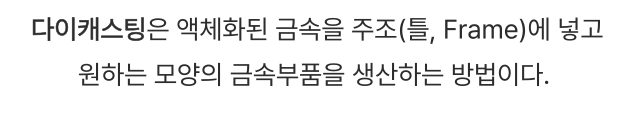 다이캐스팅은 액체화된 금속을 주조(틀, Frame)에 넣고
원하는 모양의 금속부품을 생산하는 방법이다.